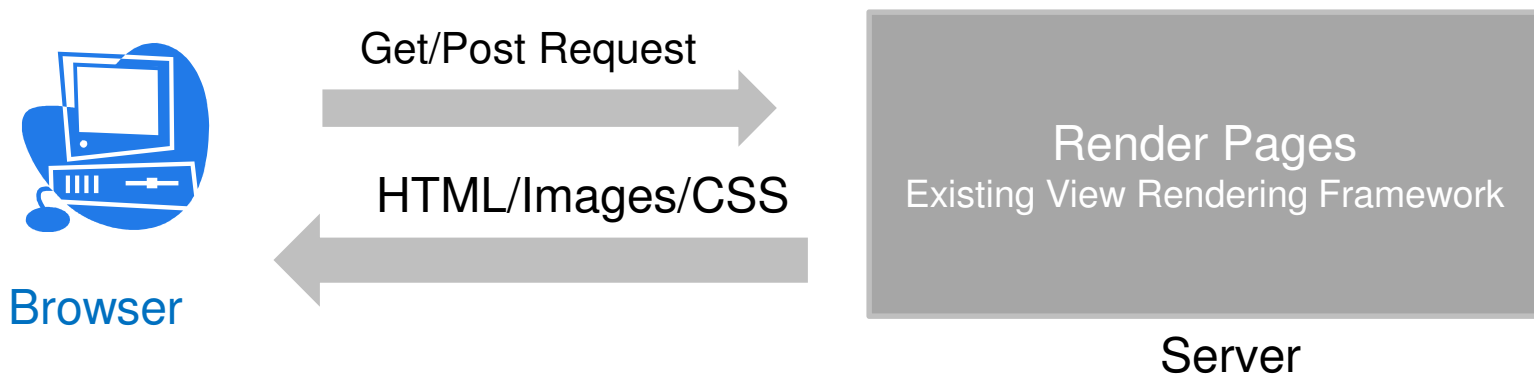 Get/Post Request
HTML/Images/CSS
Browser
Render Pages
Existing View Rendering Framework
Server